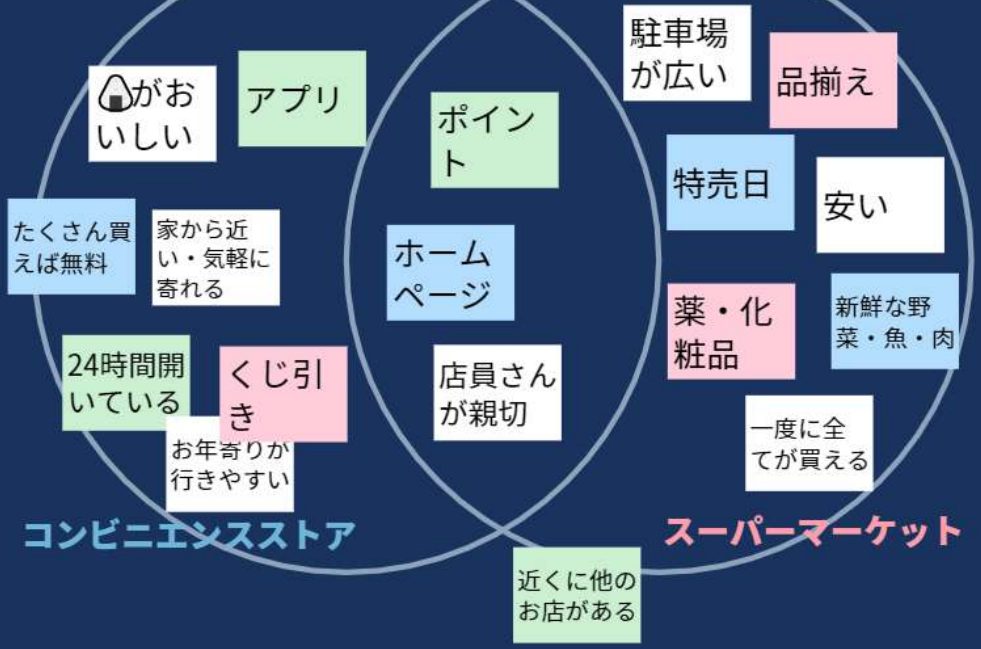 🍙がお
いしい
アプリ
たくさん買
えば無料
家から近
い・気軽に
寄れる
24時間開
いている
くじ引
き
お年寄りが
行きやすい
コンビニエンスストア
ポイン
ト
ホーム
ページ
店員さん
が親切
駐車場
が広い
品揃え
特売日
安い
薬・化
粧品
新鮮な野
菜・魚・肉
一度に全
てが買える
スーパーマーケット
近くに他の
お店がある